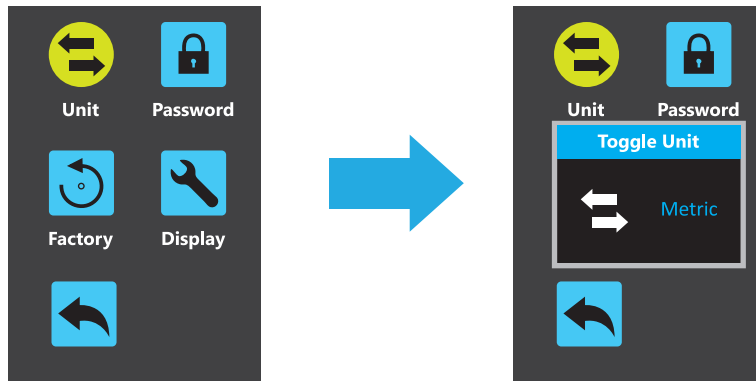 Unit
Password
Factory
Display
Unit
Password
Toggle Unit
Metric